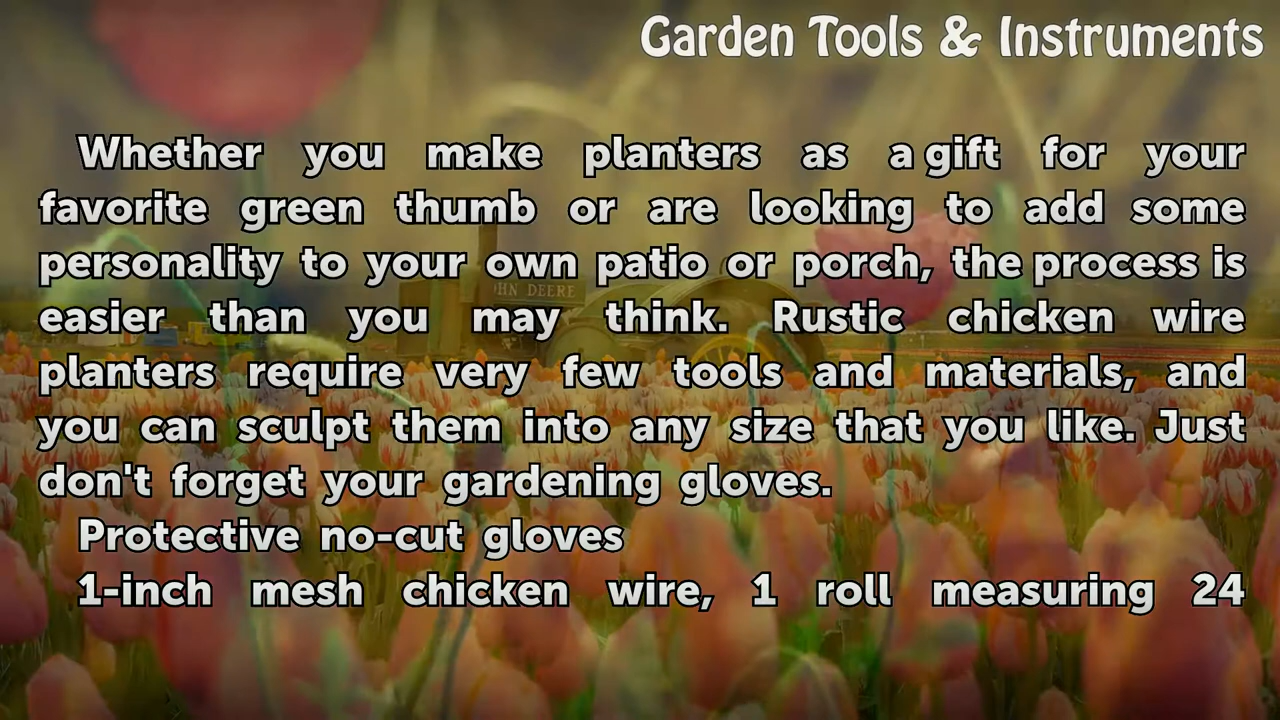 Garden Tools & Instruments
Whether you make planters as a gift for your
favorite green thumb or are looking to add some
personality to your own patio or porch, the process is
easier than you may think. Rustic chicken wire
HN DEERE
planters require very few tools and materials, and
you can sculpt them into any size that you like. Just
don't forget your gardening gloves.
Protective no-cut gloves
1-inch mesh chicken wire, 1 roll measuring 24